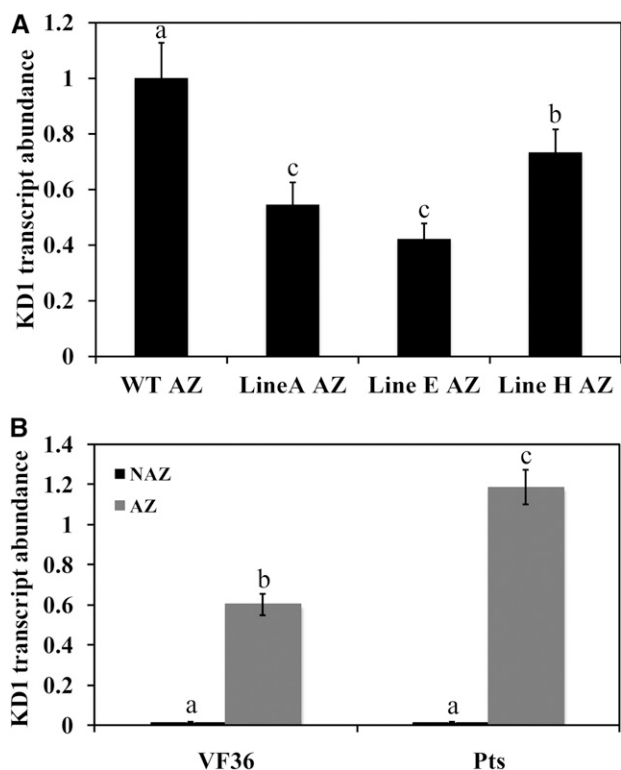 A
KD1 transcript abundance
1.2
1
0.8
0.6
0.4
0.2
0
a
c
c
b
WT AZ LineA AZ Line E AZ Line H AZ
B
KD1 transcript abundance
1.4
1.2
1
0.8
0.6
0.4
0.2
0
NAZ
AZ
a
b
a
c
VF36 Pts